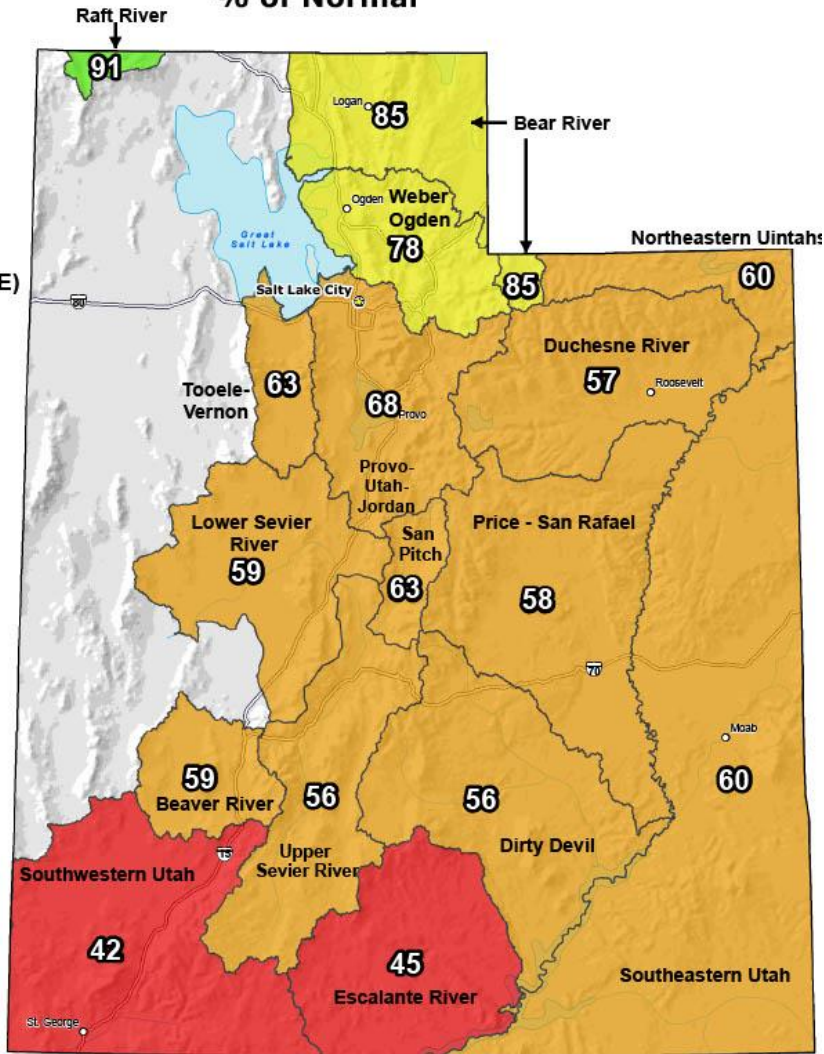 % of Normal
Raft River
91
Logan
85
Bear River
Ogden
Weber
Ogden
78
Great
Salt Lake
Northeastern Uintahs
60
E)
80
Salt Lake City
85
Duchesne River
57
Roosevelt
Tooele-
Vernon
63
68
Provo
Provo-
Utah-
Jordan
Lower Sevier
River
59
San
Pitch
63
Price - San Rafael
58
70
Moab
60
59
Beaver River
56
56
Upper
Sevier River
Dirty Devil
15
Southwestern Utah
42
45
Escalante River
Southeastern Utah
St. George